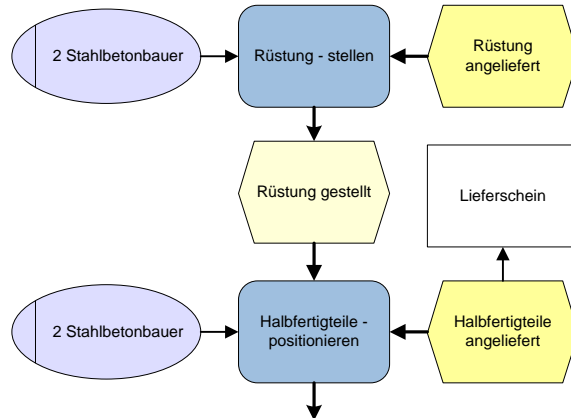 2 Stahlbetonbauer
Rüstung - stellen
Rüstung
angeliefert
Rüstung gestellt
Lieferschein
2 Stahlbetonbauer
Halbfertigteile -
positionieren
Halbfertigteile
angeliefert